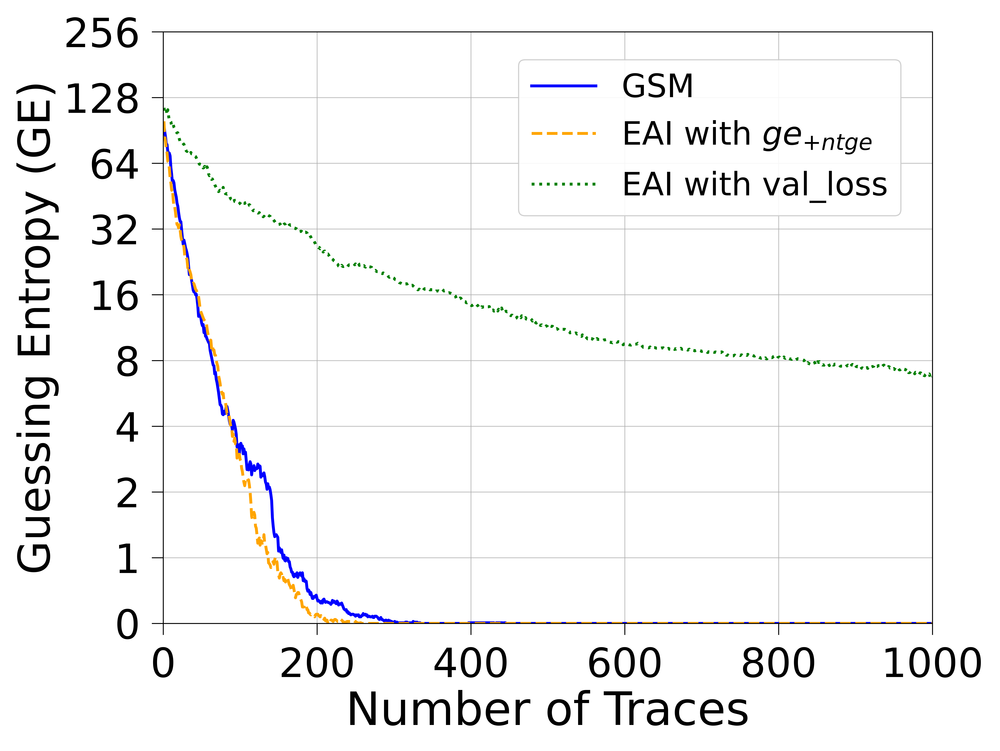 256
128
64
32
16
8
4
2
1
0
Guessing Entropy (GE)
GSM
EAI with ge+ntge
EAI with val_loss
0 200 400 600 800 1000
Number of Traces